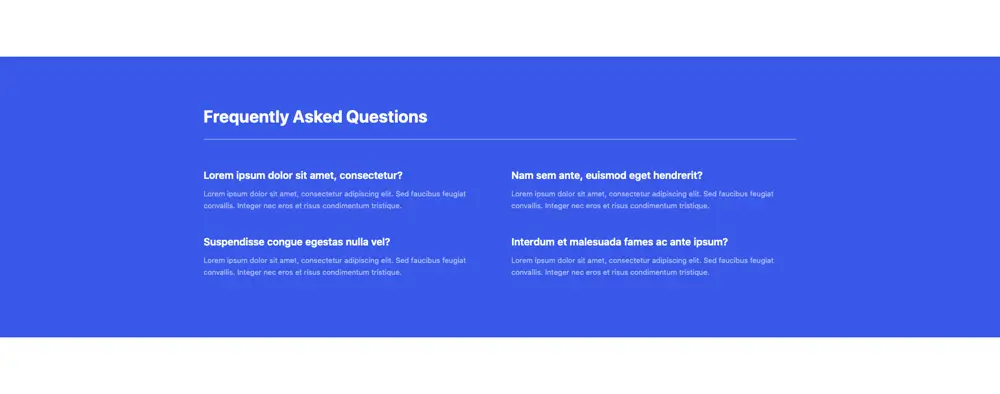 Frequently Asked Questions
Lorem ipsum dolor sit amet, consectetur?
Lorem ipsum dolor sit amet, consectetur adipiscing elit. Sed faucibus feugiat
convallis. Integer nec eros et risus condimentum tristique.
Nam sem ante, euismod eget hendrerit?
Lorem ipsum dolor sit amet, consectetur adipiscing elit. Sed faucibus feugiat
convallis. Integer nec eros et risus condimentum tristique.
Suspendisse congue egestas nulla vel?
Lorem ipsum dolor sit amet, consectetur adipiscing elit. Sed faucibus feugiat
convallis. Integer nec eros et risus condimentum tristique.
Interdum et malesuada fames ac ante ipsum?
Lorem ipsum dolor sit amet, consectetur adipiscing elit. Sed faucibus feugiat
convallis. Integer nec eros et risus condimentum tristique.